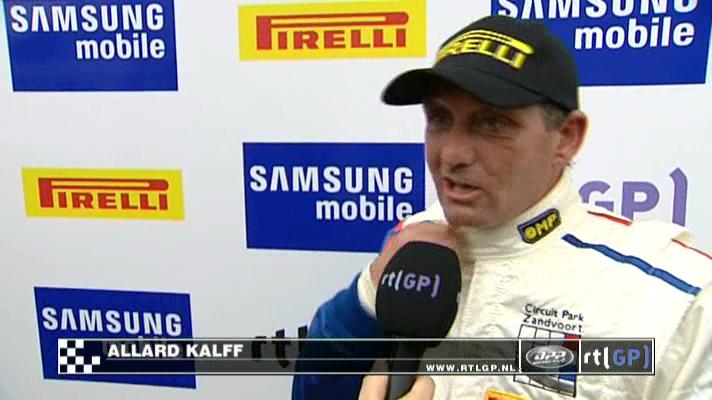 SAMSUNG
mobile
PIRELLI
SAMSUNG
mobile
PIRELLI
PIRELLI
SAMSUNG
mobile
GP)
OMP
rt(GP)
SAMSUNG
mobile
Circuit Park
Zandvoort
ALLARD KALFF
WWW.RTLGP.NL
rt(GP)